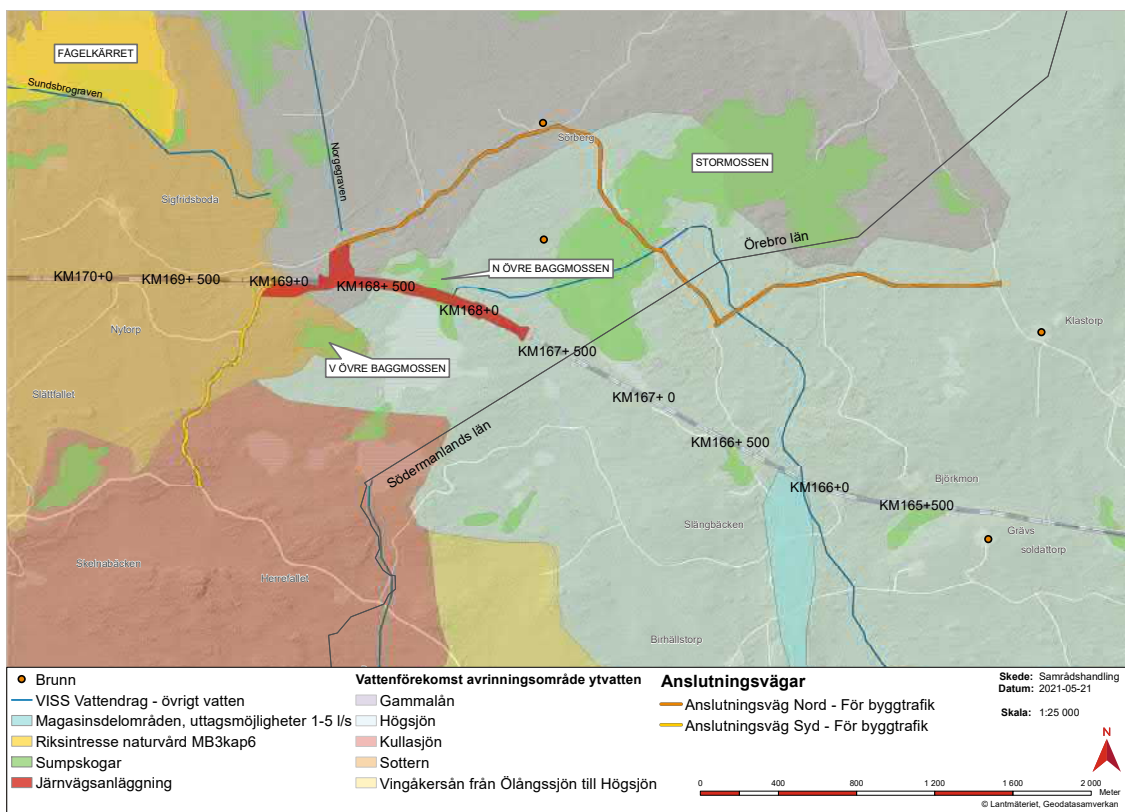 FÅGELKÄRRET
Sundsbrograven
Norgegraven
Sörberg
STORMOSSEN
Sigfridsboda
Örebro län
N ÖVRE BAGGMOSSEN
KM170+0
KM169+ 500
KM169+0
KM168+ 500
KM168+0
Nytorp
Klastorp
KM167+ 500
V ÖVRE BAGGMOSSEN
Slättfallet
KM167+ 0
Södermanlands län
KM166+ 500
KM166+0
Björkmon
KM165+500
Slångbäcken
Grävs
soldattorp
Skelnabäcken
Herrefallet
Birhällstorp
Brunn
VISS Vattendrag - övrigt vatten
Magasinsdelområden, uttagsmöjligheter 1-5 l/s
Riksintresse naturvård MB3kap6
Sumpskogar
Järnvägsanläggning
Vattenförekomst avrinningsområde ytvatten
Gammalån
Högsjön
Kullasjön
Sottern
Vingåkersån från Ölångssjön till Högsjön
Anslutningsvägar
Anslutningsväg Nord - För byggtrafik
Anslutningsväg Syd - För byggtrafik
Skede: Samrådshandling
Datum: 2021-05-21
Skala: 1:25 000
N
0 400 800 1 200 1 600 2 000
Meter
© Lantmäteriet, Geodatasamverkan